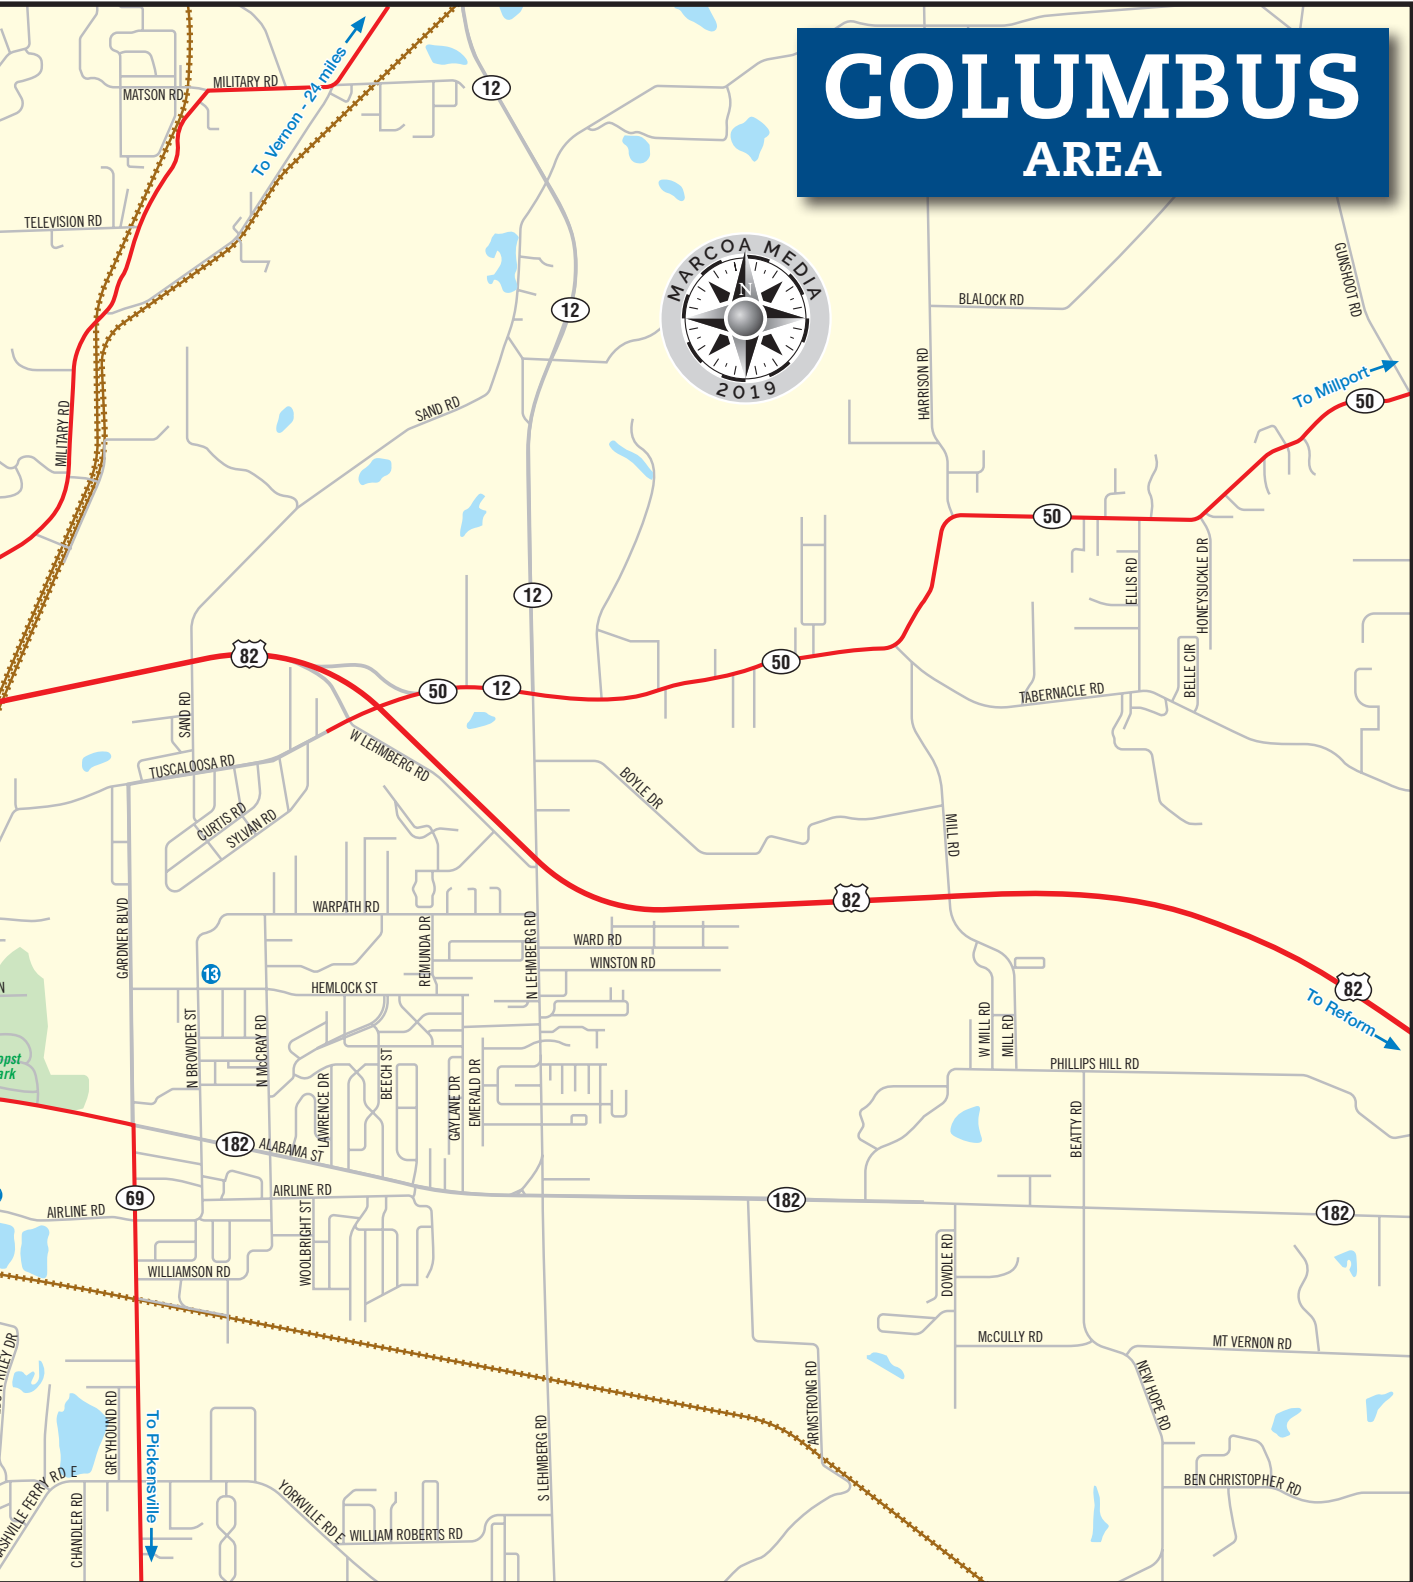 COLUMBUS
AREA
MILITARY RD
MATSON RD
To Vernon - 24 miles
12
TELEVISION RD
MARCOA MEDIA
N
2019
12
BLALOCK RD
GUNSHOOT RD
HARRISON RD
To Millport
50
SAND RD
MILITARY RD
50
ELLIS RD
HONEYSUCKLE DR
12
82
50
BELLE CIR
50
12
TABERNACLE RD
SAND RD
W LEHMBERG RD
TUSCALOOSA RD
BOYLE DR
CURTIS RD
SYLVAN RD
MILL RD
82
WARPATH RD
GARDNER BLVD
REMUNDA DR
N LEHMBERG RD
WARD RD
WINSTON RD
13
HEMLOCK ST
82
To Reform
N BROWDER ST
N McCRAY RD
W MILL RD
MILL RD
BEECH ST
LAWRENCE DR
GAYLANE DR
EMERALD DR
PHILLIPS HILL RD
BEATTY RD
ark
182
ALABAMA ST
AIRLINE RD
69
182
182
AIRLINE RD
WOOLBRIGHT ST
WILLIAMSON RD
DOWDLE RD
McCULLY RD
MT VERNON RD
NEW HOPE RD
ARMSTRONG RD
GREYHOUND RD
To Pickensville
S LEHMBERG RD
BEN CHRISTOPHER RD
YORKVILLE RD E
WILLIAM ROBERTS RD
CHANDLER RD
ASHVILLE FERRY RD E